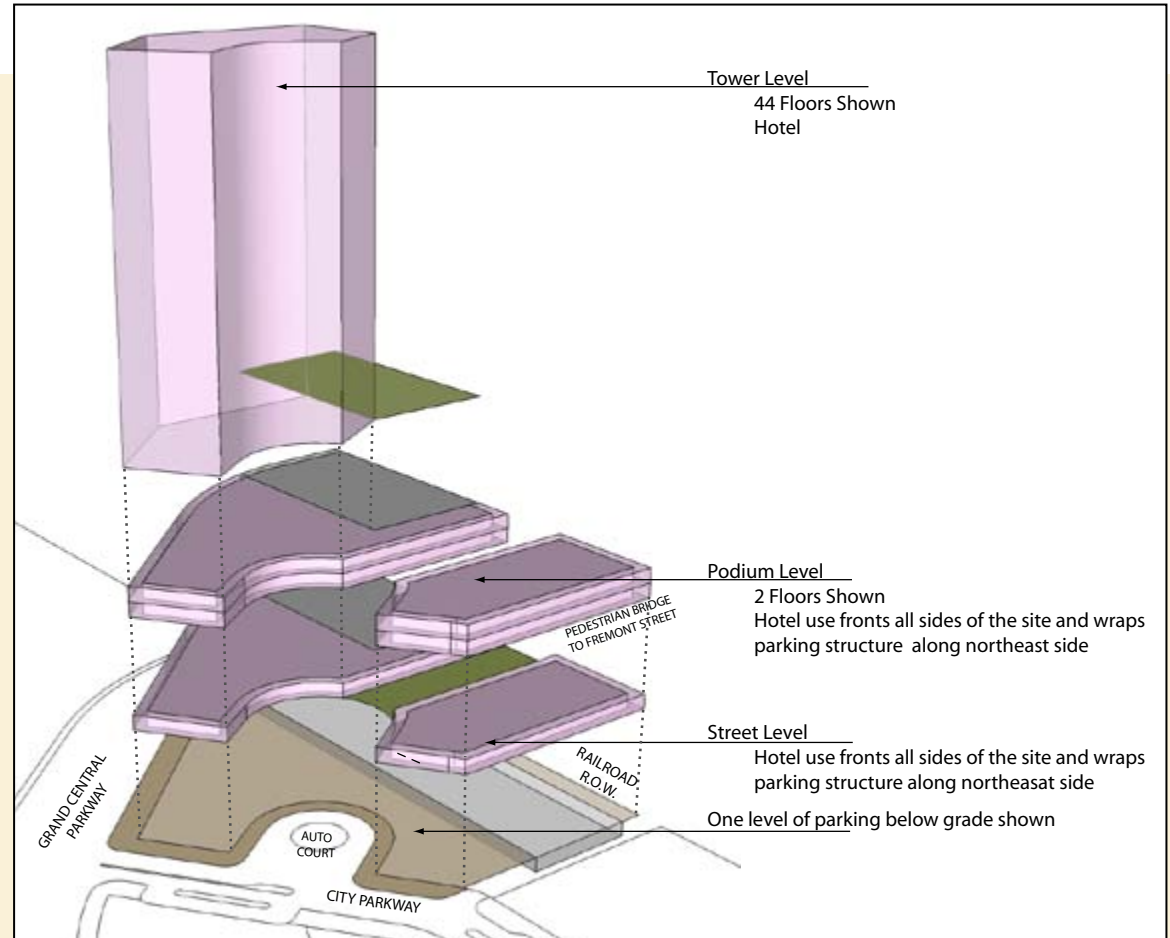 Tower Level
44 Floors Shown
Hotel
Podium Level
2 Floors Shown
Hotel use fronts all sides of the site and wraps
parking structure along northeast side
PEDESTRIAN BRIDGE
TO FREMONT STREET
Street Level
Hotel use fronts all sides of the site and wraps
parking structure along northeasat side
RAILROAD
R.O.W.
One level of parking below grade shown
GRAND CENTRAL
PARKWAY
AUTO
COURT
CITY PARKWAY